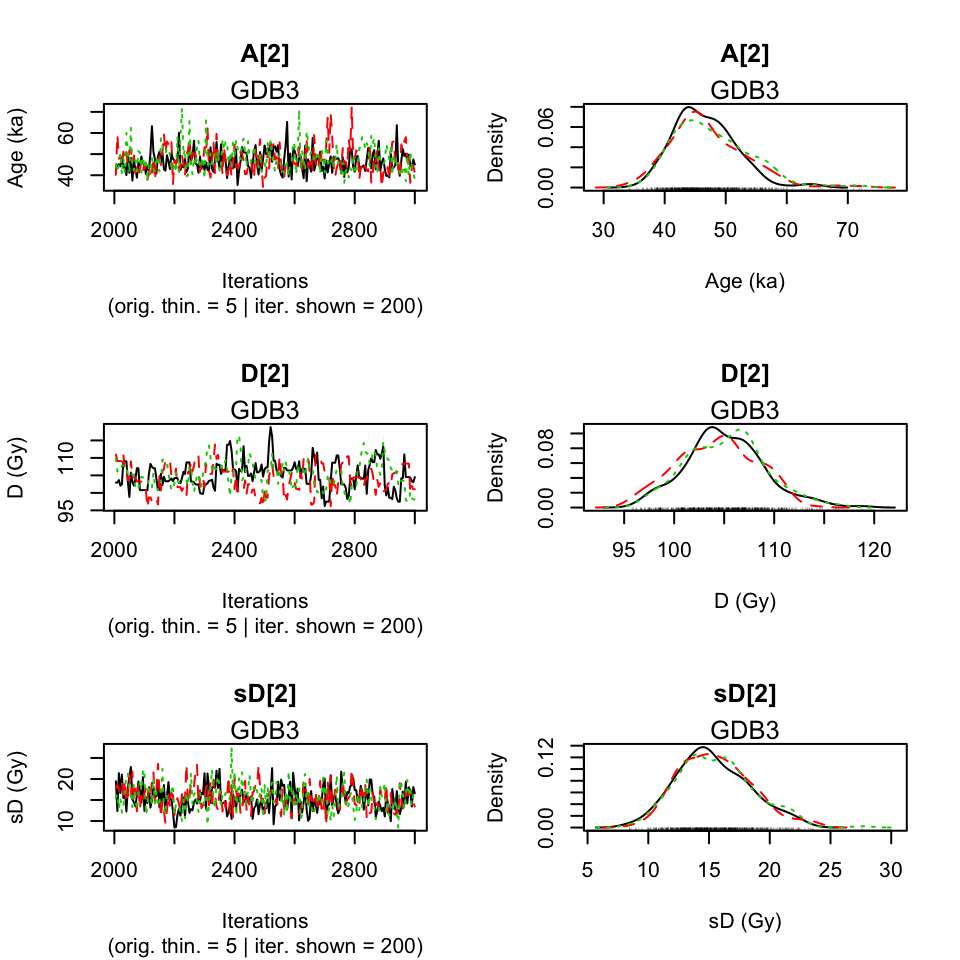 A[2]
GDB3
Age (ka)
60
40
2000 2400 2800
Iterations
(orig. thin. = 5 | iter. shown = 200)
A[2]
GDB3
Density
0.06
0.00
30 40 50 60 70
Age (ka)
D[2]
GDB3
D (Gy)
110
95
2000 2400 2800
Iterations
(orig. thin. = 5 | iter. shown = 200)
D[2]
GDB3
Density
0.08
0.00
95 100 110 120
D (Gy)
sD[2]
GDB3
sD (Gy)
20
10
2000 2400 2800
Iterations
(orig. thin. = 5 | iter. shown = 200)
sD[2]
GDB3
Density
0.12
0.00
5 10 15 20 25 30
sD (Gy)